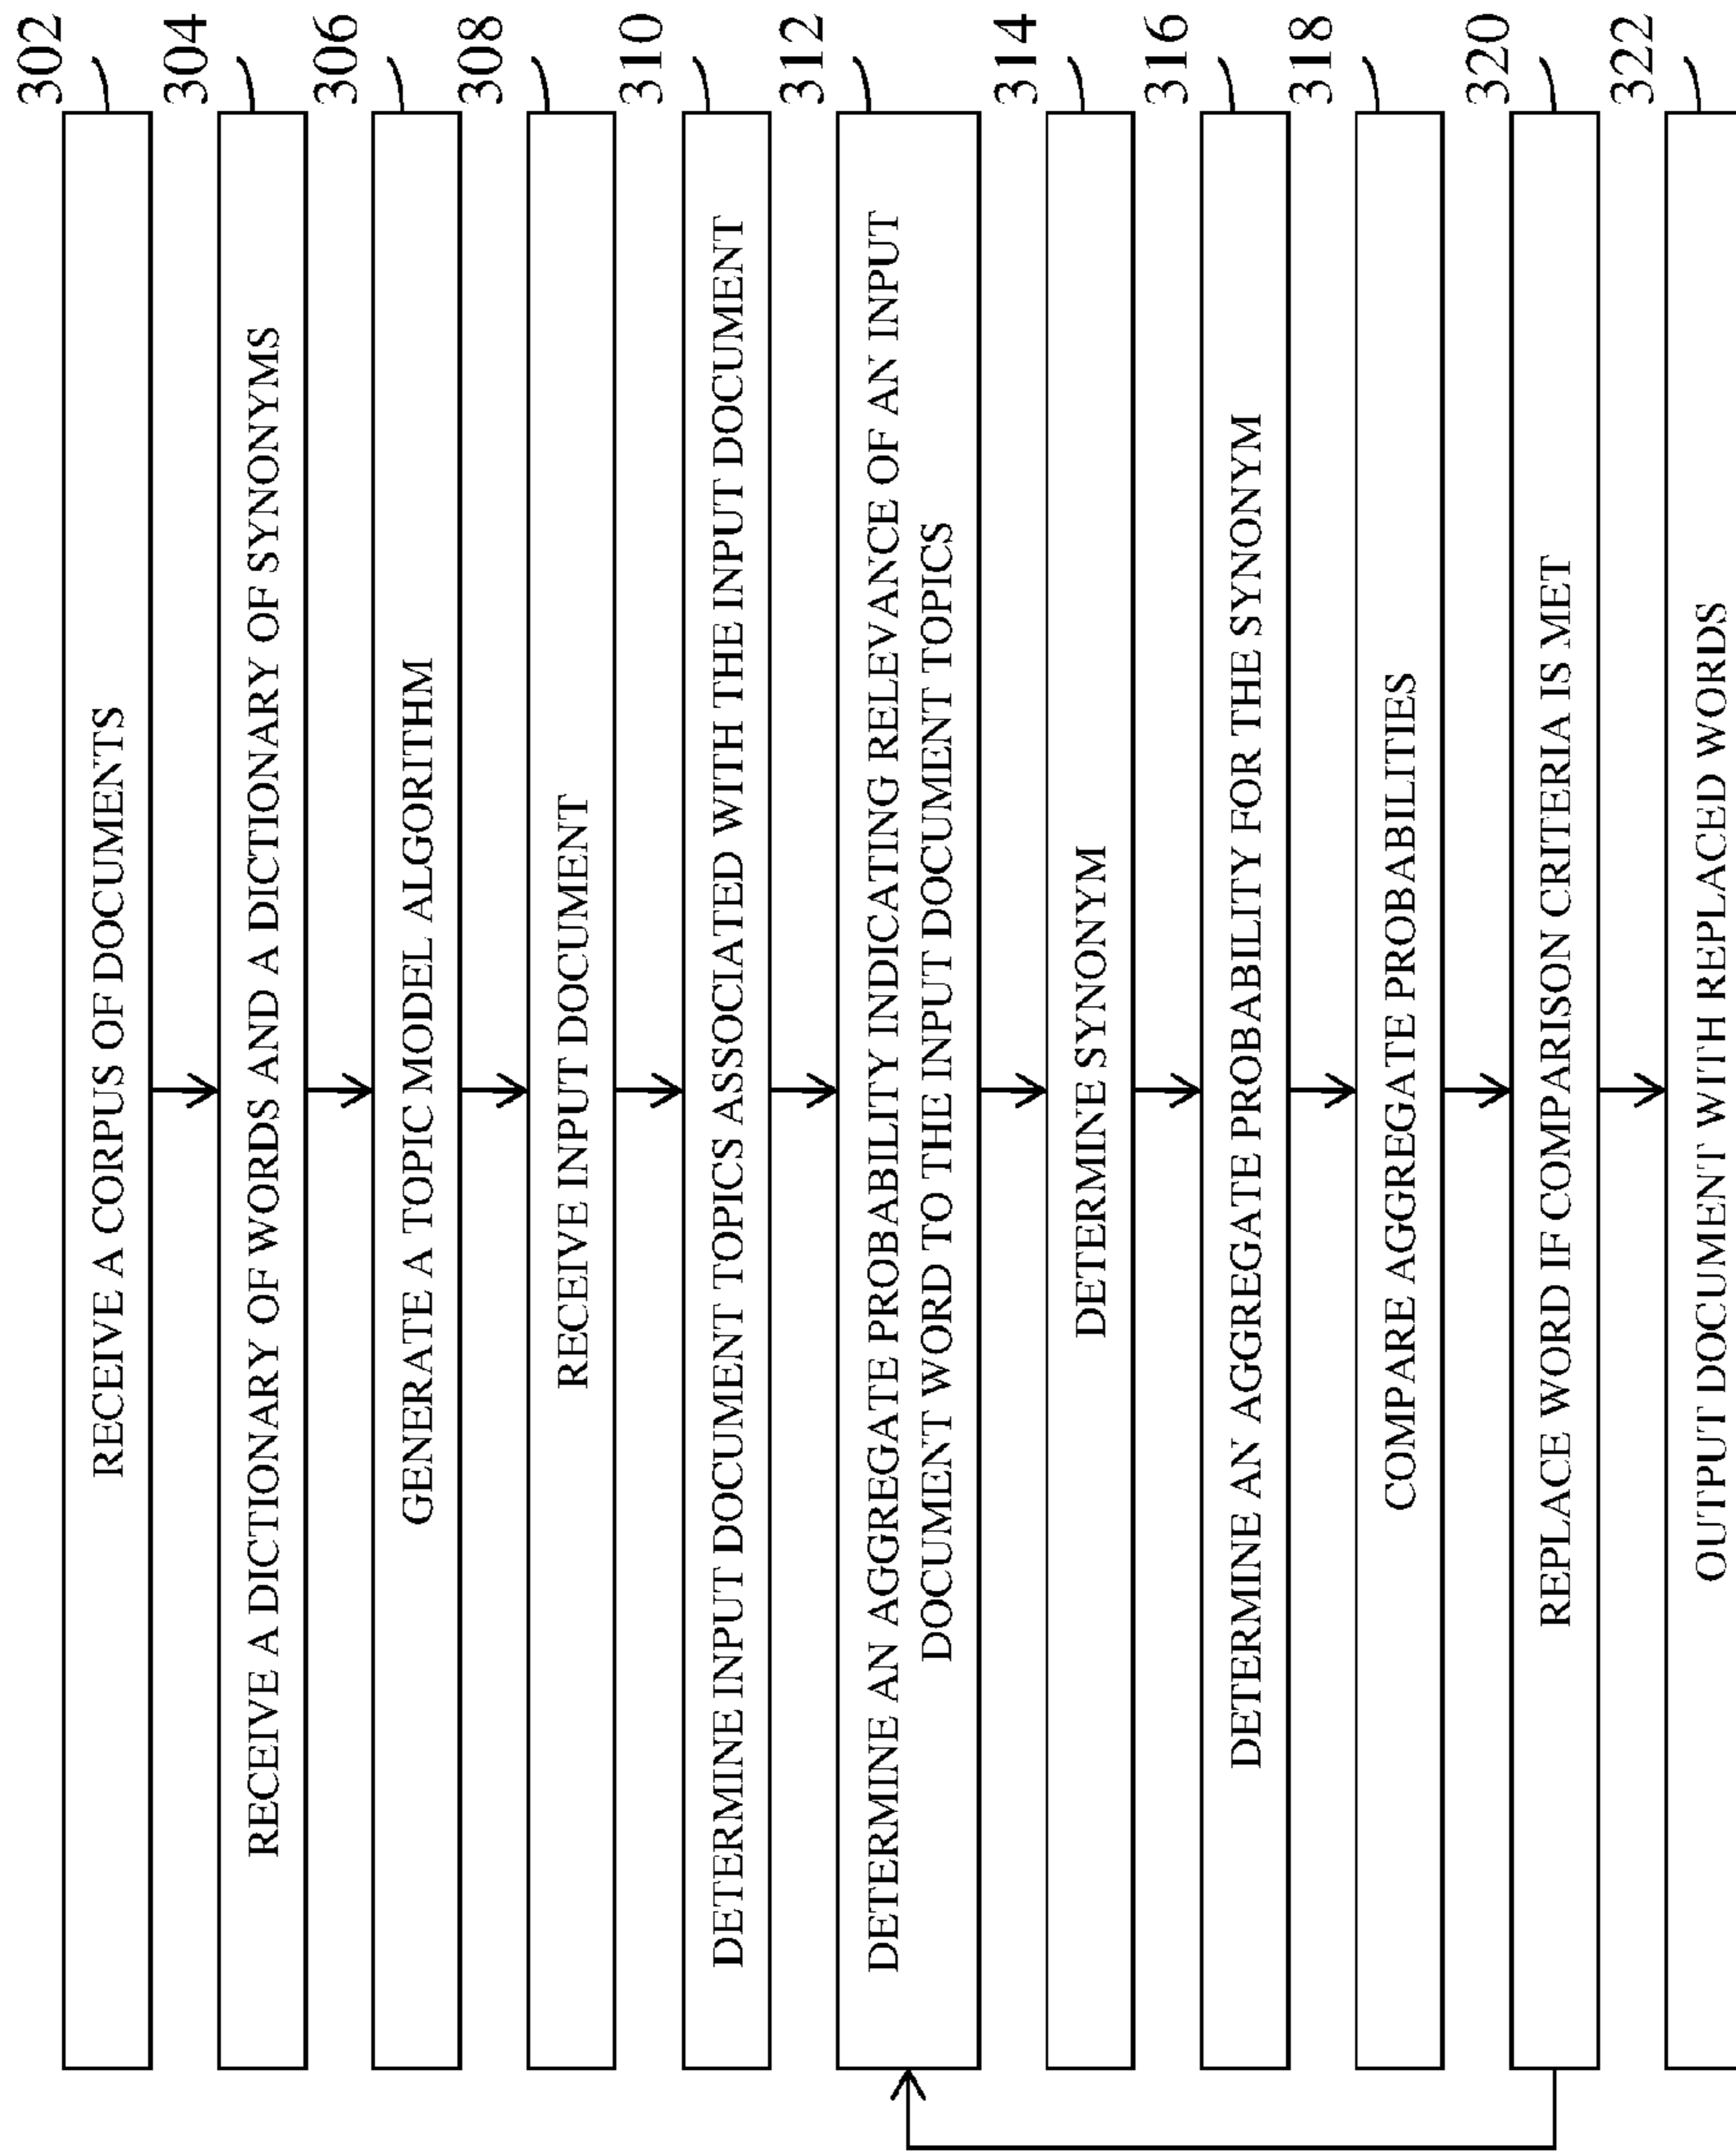 302
RECEIVE A CORPUS OF DOCUMENTS
304
RECEIVE A DICTIONARY OF WORDS AND A DICTIONARY OF SYNONYMS
306
GENERATE A TOPIC MODEL ALGORITHM
308
RECEIVE INPUT DOCUMENT
310
DETERMINE INPUT DOCUMENT TOPICS ASSOCIATED WITH THE INPUT DOCUMENT
312
DETERMINE AN AGGREGATE PROBABILITY INDICATING RELEVANCE OF AN INPUT
DOCUMENT WORD TO THE INPUT DOCUMENT TOPICS
314
DETERMINE SYNONYM
316
DETERMINE AN AGGREGATE PROBABILITY FOR THE SYNONYM
318
COMPARE AGGREGATE PROBABILITIES
320
REPLACE WORD IF COMPARISON CRITERIA IS MET
322
OUTPUT DOCUMENT WITH REPLACED WORDS